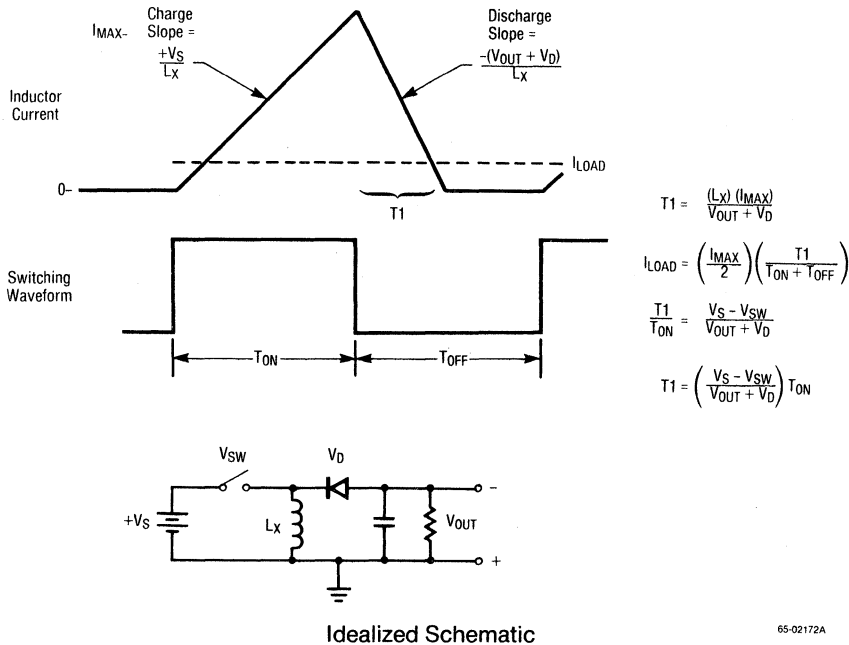 Charge
Slope =
+VS
LX
IMAX–
Discharge
Slope =
–(VOUT + VD)
LX
Inductor
Current
0–
ILOAD
T1
Switching
Waveform
TON
TOFF
T1 = (LX) (IMAX) / VOUT + VD
ILOAD = (IMAX / 2) (T1 / TON + TOFF)
T1 / TON = VS – VSW / VOUT + VD
T1 = (VS – VSW / VOUT + VD) TON
VSW
VD
+VS
LX
VOUT
–
+
Idealized Schematic
65-02172A